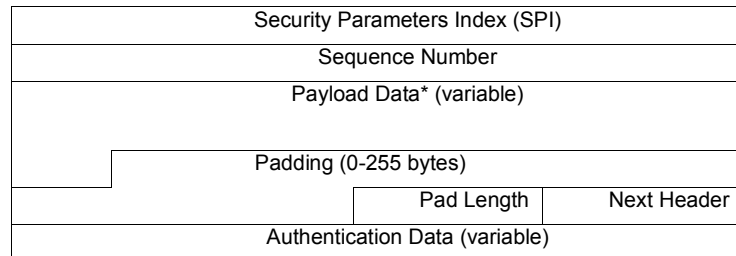 Security Parameters Index (SPI)
Sequence Number
Payload Data* (variable)
Padding (0-255 bytes)
Pad Length Next Header
Authentication Data (variable)